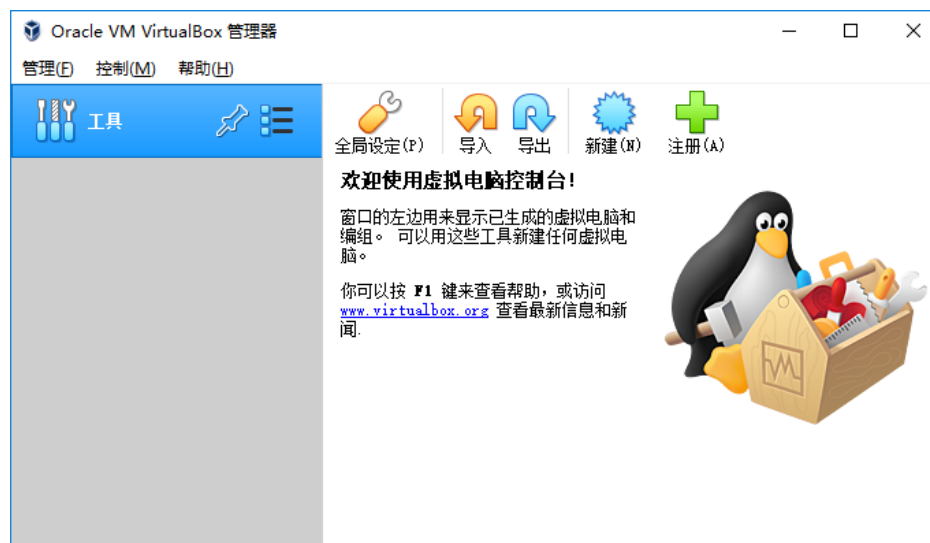 Oracle VM VirtualBox 管理器
管理(F) 控制(M) 帮助(H)
工具
全局设定(P) 导入 导出 新建(N) 注册(A)
欢迎使用虚拟电脑控制台!
窗口的左边用来显示已生成的虚拟电脑和
编组。 可以用这些工具新建任何虚拟电
脑。
你可以按 F1 键来查看帮助，或访问
www.virtualbox.org 查看最新信息和新
闻.